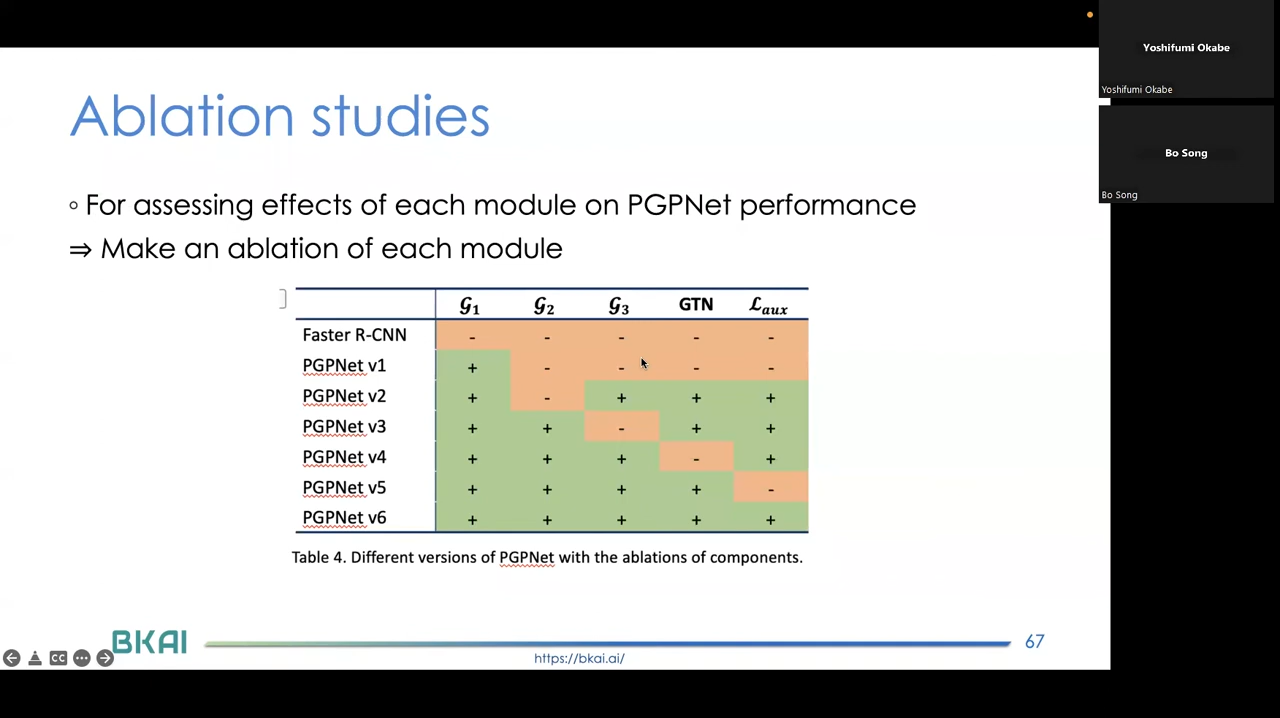 Ablation studies
◦ For assessing effects of each module on PGPNet performance
⇒ Make an ablation of each module
𝒢1 𝒢2 𝒢3 GTN ℒaux
Faster R-CNN - - - - -
PGPNet v1 + - - - -
PGPNet v2 + - + + +
PGPNet v3 + + - + +
PGPNet v4 + + + - +
PGPNet v5 + + + + -
PGPNet v6 + + + + +
Table 4. Different versions of PGPNet with the ablations of components.
BKAI
https://bkai.ai/
67
CC
Yoshifumi Okabe
Yoshifumi Okabe
Bo Song
Bo Song